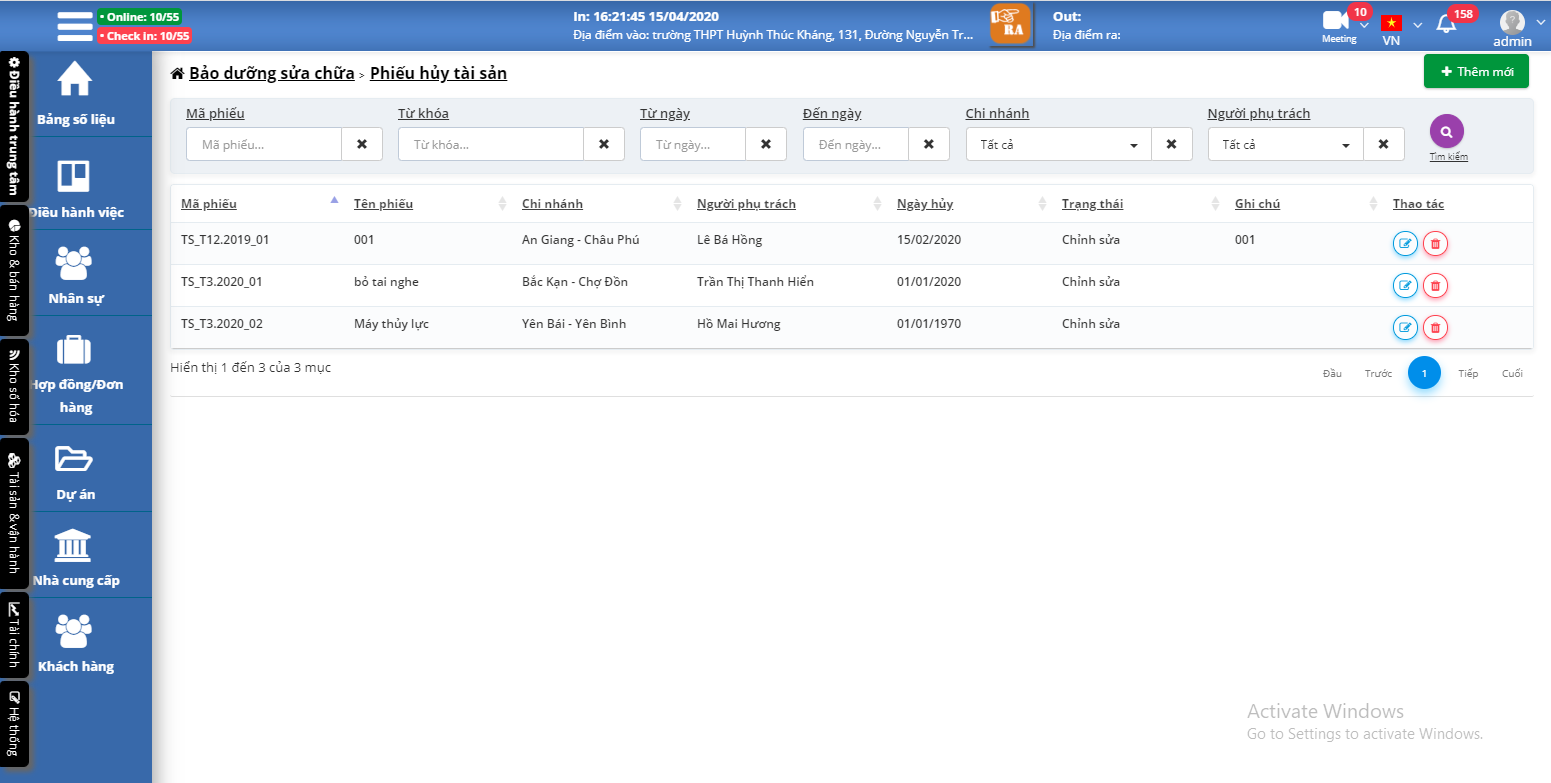 • Online: 10/55
• Check In: 10/55
In: 16:21:45 15/04/2020
Địa điểm vào: trường THPT Huỳnh Thúc Kháng, 131, Đường Nguyễn Tr...
RA
Out:
Địa điểm ra:
10
Meeting
VN
158
admin
Điều hành trung tâm
Kho & bán hàng
Kho số hóa
Tài sản & vận hành
Tài chính
Hệ thống
Bảng số liệu
Điều hành việc
Nhân sự
Hợp đồng/Đơn
hàng
Dự án
Nhà cung cấp
Khách hàng
Bảo dưỡng sửa chữa > Phiếu hủy tài sản
Thêm mới
Mã phiếu Từ khóa Từ ngày Đến ngày Chi nhánh Người phụ trách
Mã phiếu... Từ khóa... Từ ngày... Đến ngày... Tất cả Tất cả
Tìm kiếm
Mã phiếu Tên phiếu Chi nhánh Người phụ trách Ngày hủy Trạng thái Ghi chú Thao tác
TS_T12.2019_01 001 An Giang - Châu Phú Lê Bá Hồng 15/02/2020 Chỉnh sửa 001
TS_T3.2020_01 bỏ tai nghe Bắc Kạn - Chợ Đồn Trần Thị Thanh Hiển 01/01/2020 Chỉnh sửa
TS_T3.2020_02 Máy thủy lực Yên Bái - Yên Bình Hồ Mai Hương 01/01/1970 Chỉnh sửa
Hiển thị 1 đến 3 của 3 mục
Đầu Trước 1 Tiếp Cuối
Activate Windows
Go to Settings to activate Windows.